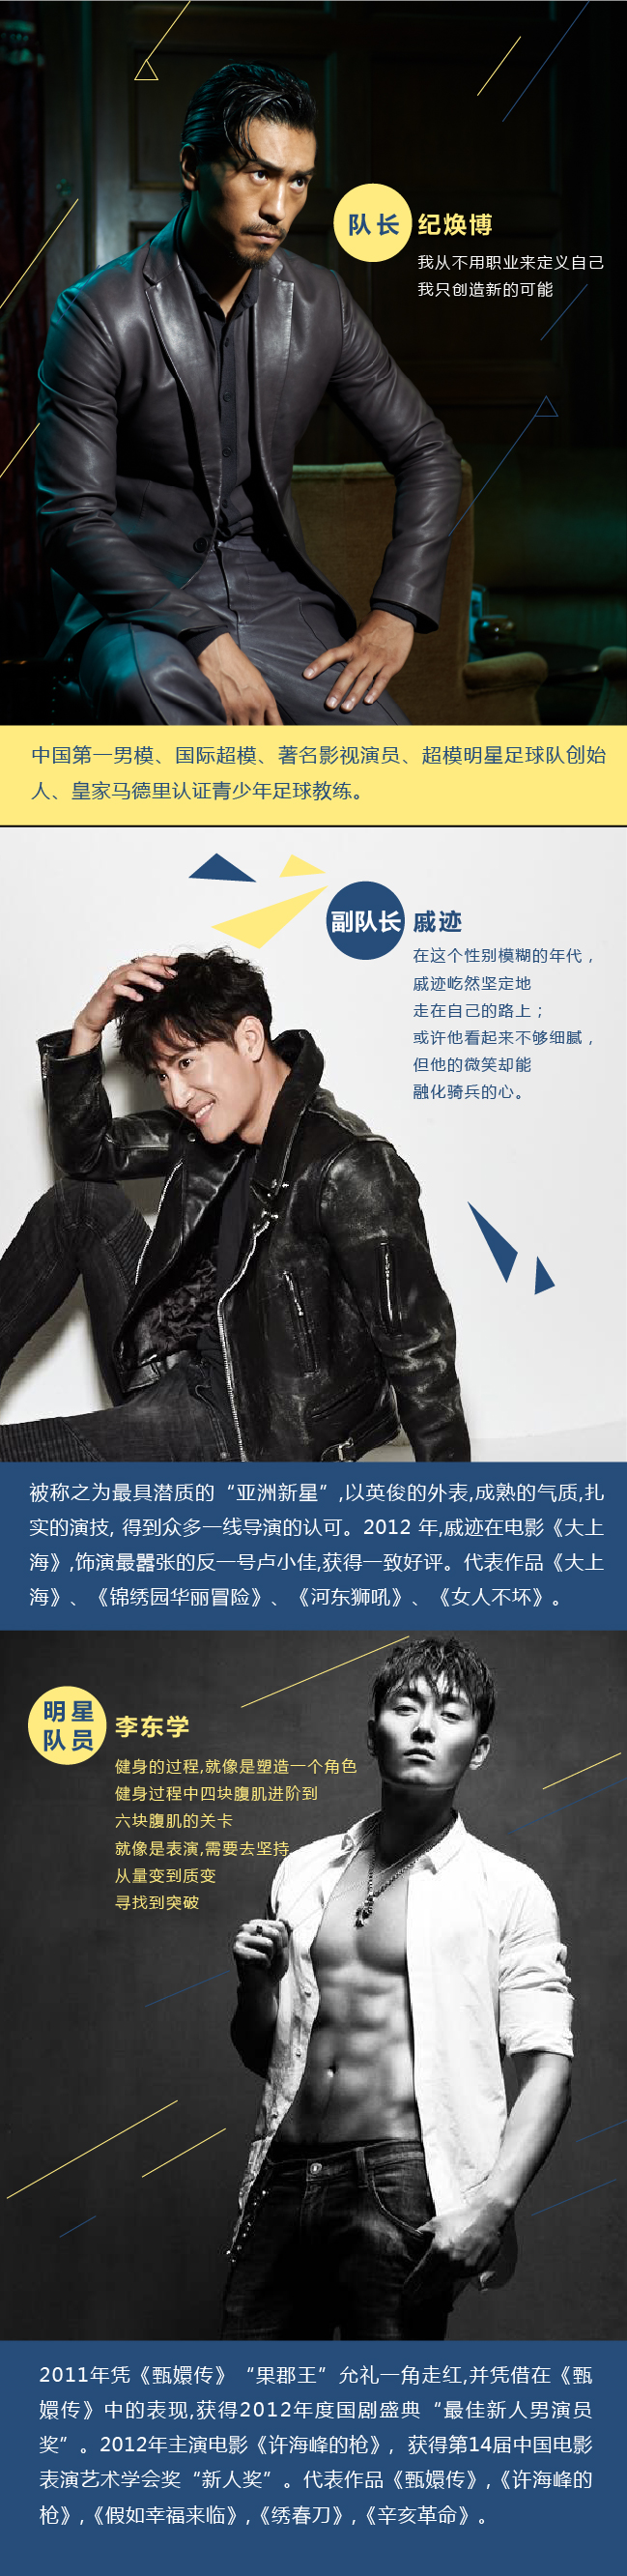 队长 纪焕博
我从不用职业来定义自己
我只创造新的可能
中国第一男模、国际超模、著名影视演员、超模明星足球队创始
人、皇家马德里认证青少年足球教练。
副队长 戚迹
在这个性别模糊的年代，
戚迹屹然坚定地
走在自己的路上；
或许他看起来不够细腻，
但他的微笑却能
融化骑兵的心。
被称之为最具潜质的“亚洲新星”,以英俊的外表,成熟的气质,扎
实的演技, 得到众多一线导演的认可。2012 年,戚迹在电影《大上
海》,饰演最嚣张的反一号卢小佳,获得一致好评。代表作品《大上
海》、《锦绣园华丽冒险》、《河东狮吼》、《女人不坏》。
明星
队员
李东学
健身的过程,就像是塑造一个角色
健身过程中四块腹肌进阶到
六块腹肌的关卡
就像是表演,需要去坚持
从量变到质变
寻找到突破
2011年凭《甄嬛传》“果郡王”允礼一角走红,并凭借在《甄
嬛传》中的表现,获得2012年度国剧盛典“最佳新人男演员
奖”。2012年主演电影《许海峰的枪》，获得第14届中国电影
表演艺术学会奖“新人奖”。代表作品《甄嬛传》,《许海峰的
枪》,《假如幸福来临》,《绣春刀》,《辛亥革命》。